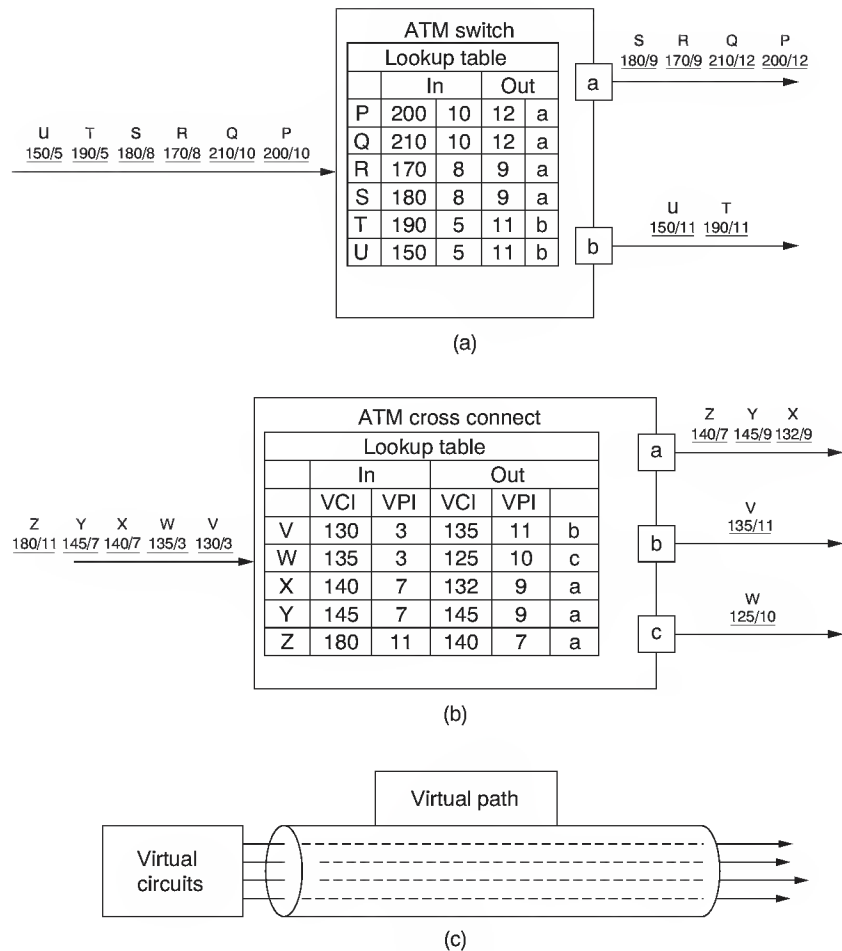 ATM switch
Lookup table
In Out
P 200 10 12 a
Q 210 10 12 a
R 170 8 9 a
S 180 8 9 a
T 190 5 11 b
U 150 5 11 b
U T S R Q P
150/5 190/5 180/8 170/8 210/10 200/10
a
S R Q P
180/9 170/9 210/12 200/12
b
U T
150/11 190/11
(a)
ATM cross connect
Lookup table
In Out
VCI VPI VCI VPI
V 130 3 135 11 b
W 135 3 125 10 c
X 140 7 132 9 a
Y 145 7 145 9 a
Z 180 11 140 7 a
Z Y X W V
180/11 145/7 140/7 135/3 130/3
a
Z Y X
140/7 145/9 132/9
b
V
135/11
c
W
125/10
(b)
Virtual path
Virtual
circuits
(c)